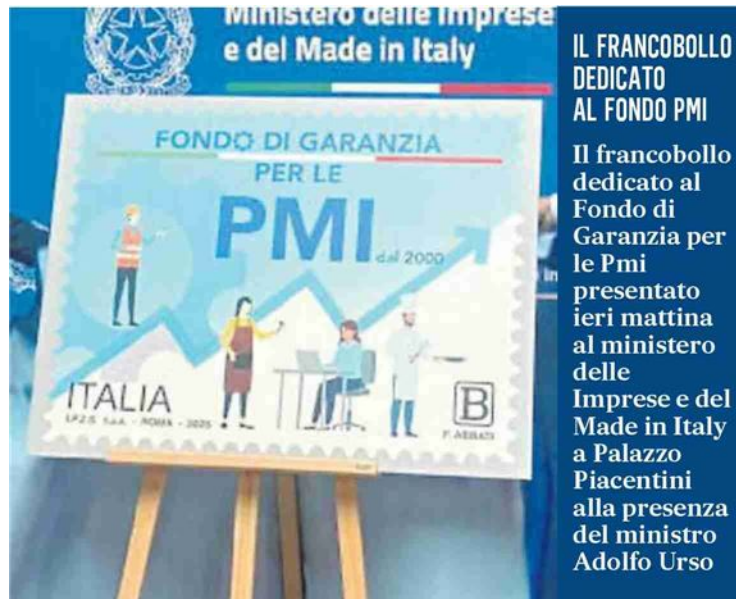 Ministero delle Imprese
e del Made in Italy
FONDO DI GARANZIA
PER LE
PMI
dal 2000
ITALIA
I.P.Z.S. S.p.A. - ROMA - 2025
B
F. ABBATI
IL FRANCOBOLLO
DEDICATO
AL FONDO PMI
Il francobollo
dedicato al
Fondo di
Garanzia per
le Pmi
presentato
ieri mattina
al ministero
delle
Imprese e del
Made in Italy
a Palazzo
Piacentini
alla presenza
del ministro
Adolfo Urso